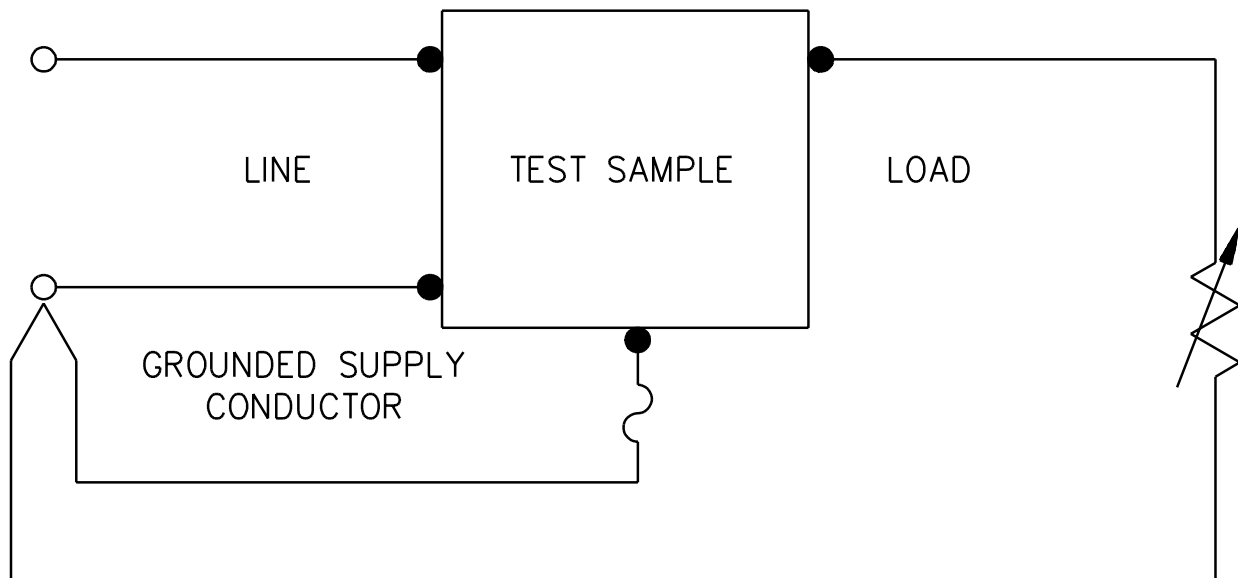 LINE
TEST SAMPLE
LOAD
GROUNDED SUPPLY
CONDUCTOR